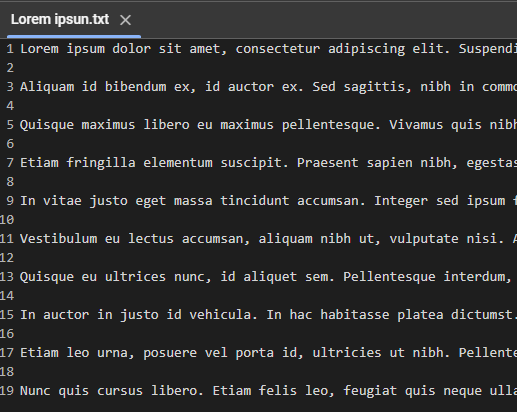 Lorem ipsun.txt
1 Lorem ipsum dolor sit amet, consectetur adipiscing elit. Suspendi
2
3 Aliquam id bibendum ex, id auctor ex. Sed sagittis, nibh in commo
4
5 Quisque maximus libero eu maximus pellentesque. Vivamus quis nibh
6
7 Etiam fringilla elementum suscipit. Praesent sapien nibh, egestas
8
9 In vitae justo eget massa tincidunt accumsan. Integer sed ipsum f
10
11 Vestibulum eu lectus accumsan, aliquam nibh ut, vulputate nisi. A
12
13 Quisque eu ultrices nunc, id aliquet sem. Pellentesque interdum,
14
15 In auctor in justo id vehicula. In hac habitasse platea dictumst.
16
17 Etiam leo urna, posuere vel porta id, ultricies ut nibh. Pellente
18
19 Nunc quis cursus libero. Etiam felis leo, feugiat quis neque ulla